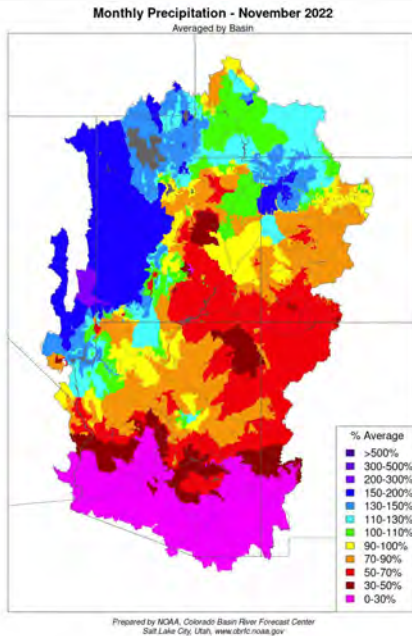 Monthly Precipitation - November 2022
Averaged by Basin
% Average
>500%
300-500%
200-300%
150-200%
130-150%
110-130%
100-110%
90-100%
70-90%
50-70%
30-50%
0-30%
Prepared by NOAA, Colorado Basin River Forecast Center
Salt Lake City, Utah, www.cbrfc.noaa.gov